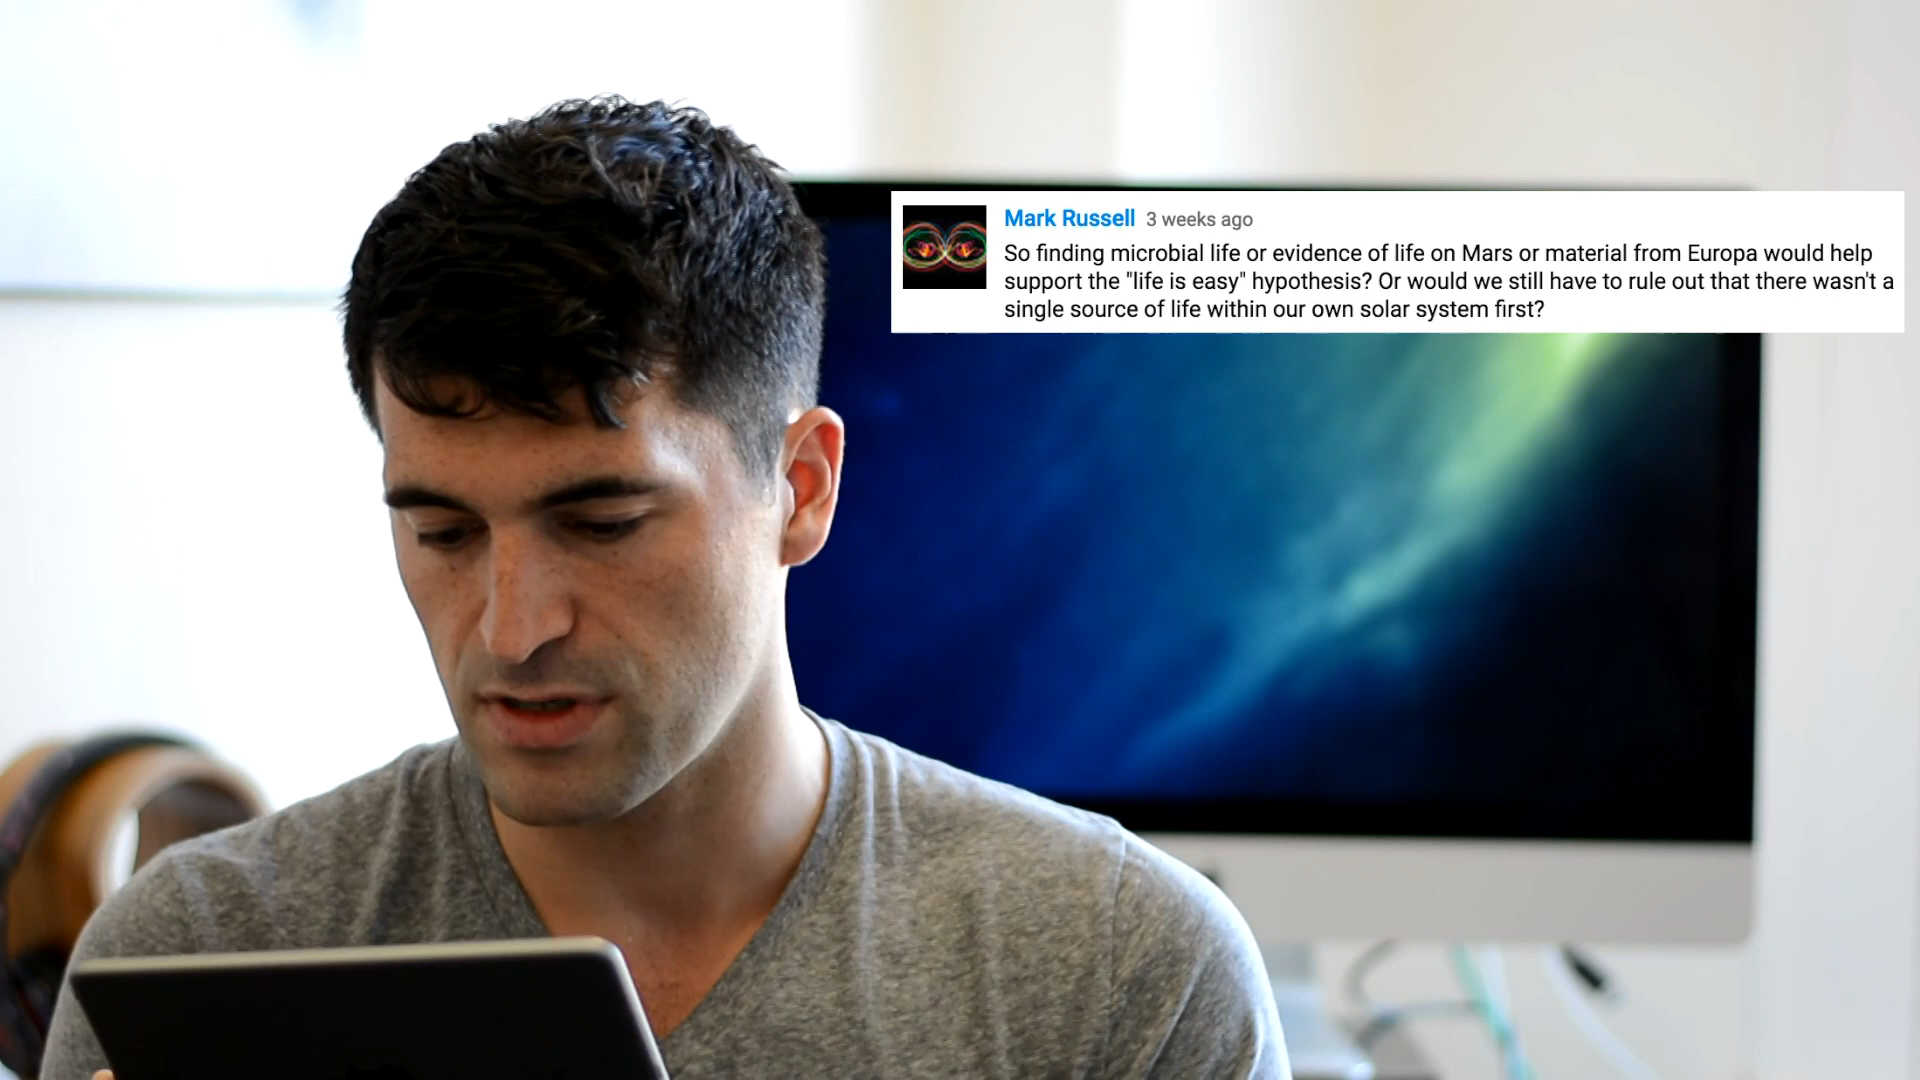 Mark Russell 3 weeks ago
So finding microbial life or evidence of life on Mars or material from Europa would help
support the "life is easy" hypothesis? Or would we still have to rule out that there wasn't a
single source of life within our own solar system first?